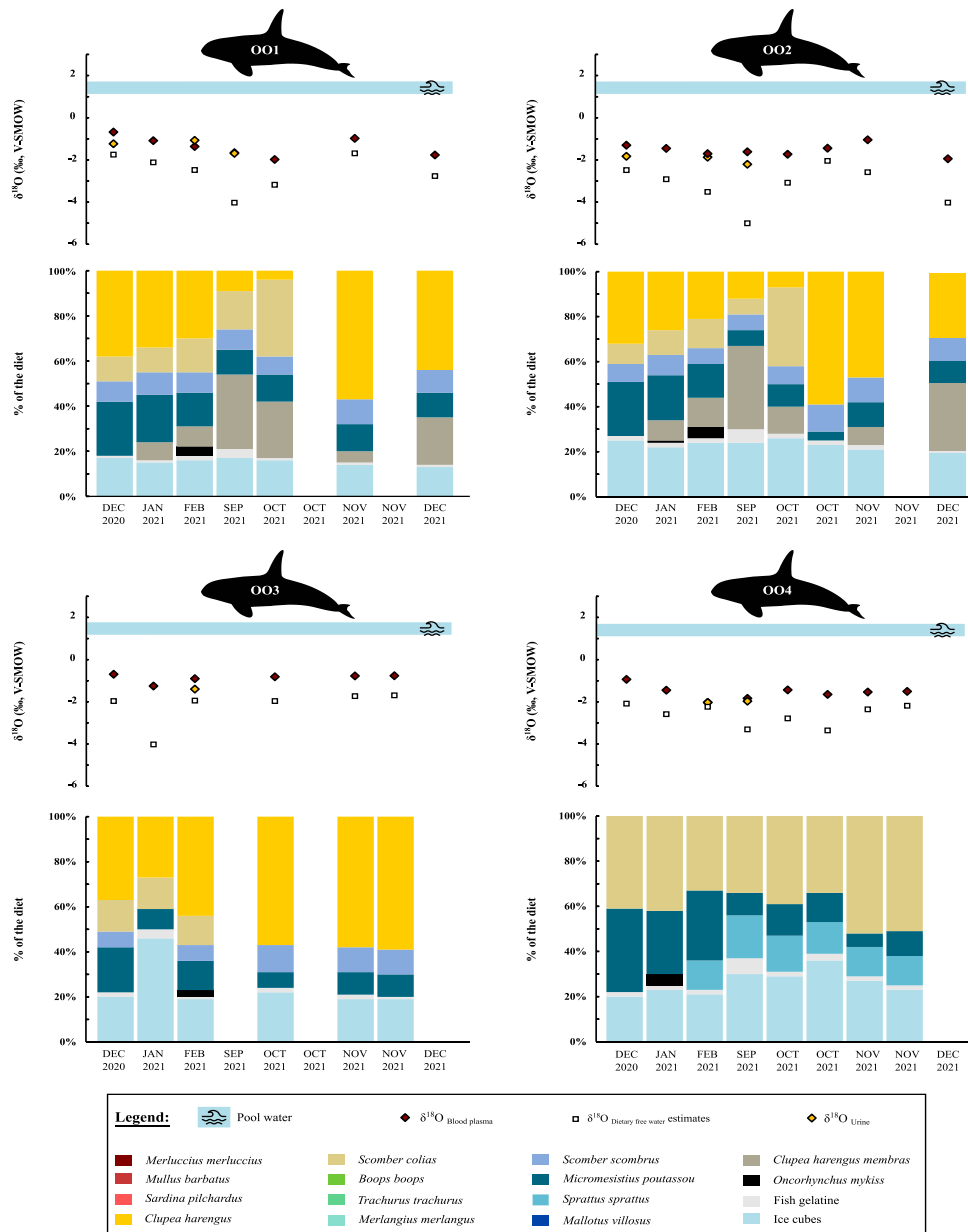 OO1
2
0
−2
−4
−6
δ¹⁸O (‰, V-SMOW)
100%
80%
60%
40%
20%
0%
% of the diet
DEC JAN FEB SEP OCT OCT NOV NOV DEC
2020 2021 2021 2021 2021 2021 2021 2021 2021
OO2
2
0
−2
−4
−6
δ¹⁸O (‰, V-SMOW)
100%
80%
60%
40%
20%
0%
% of the diet
DEC JAN FEB SEP OCT OCT NOV NOV DEC
2020 2021 2021 2021 2021 2021 2021 2021 2021
OO3
2
0
−2
−4
−6
δ¹⁸O (‰, V-SMOW)
100%
80%
60%
40%
20%
0%
% of the diet
DEC JAN FEB SEP OCT OCT NOV NOV DEC
2020 2021 2021 2021 2021 2021 2021 2021 2021
OO4
2
0
−2
−4
−6
δ¹⁸O (‰, V-SMOW)
100%
80%
60%
40%
20%
0%
% of the diet
DEC JAN FEB SEP OCT OCT NOV NOV DEC
2020 2021 2021 2021 2021 2021 2021 2021 2021
Legend: Pool water δ¹⁸O Blood plasma δ¹⁸O Dietary free water estimates δ¹⁸O Urine
Merluccius merluccius Scomber colias Scomber scombrus Clupea harengus membras
Mullus barbatus Boops boops Micromesistius poutassou Oncorhynchus mykiss
Sardina pilchardus Trachurus trachurus Sprattus sprattus Fish gelatine
Clupea harengus Merlangius merlangus Mallotus villosus Ice cubes